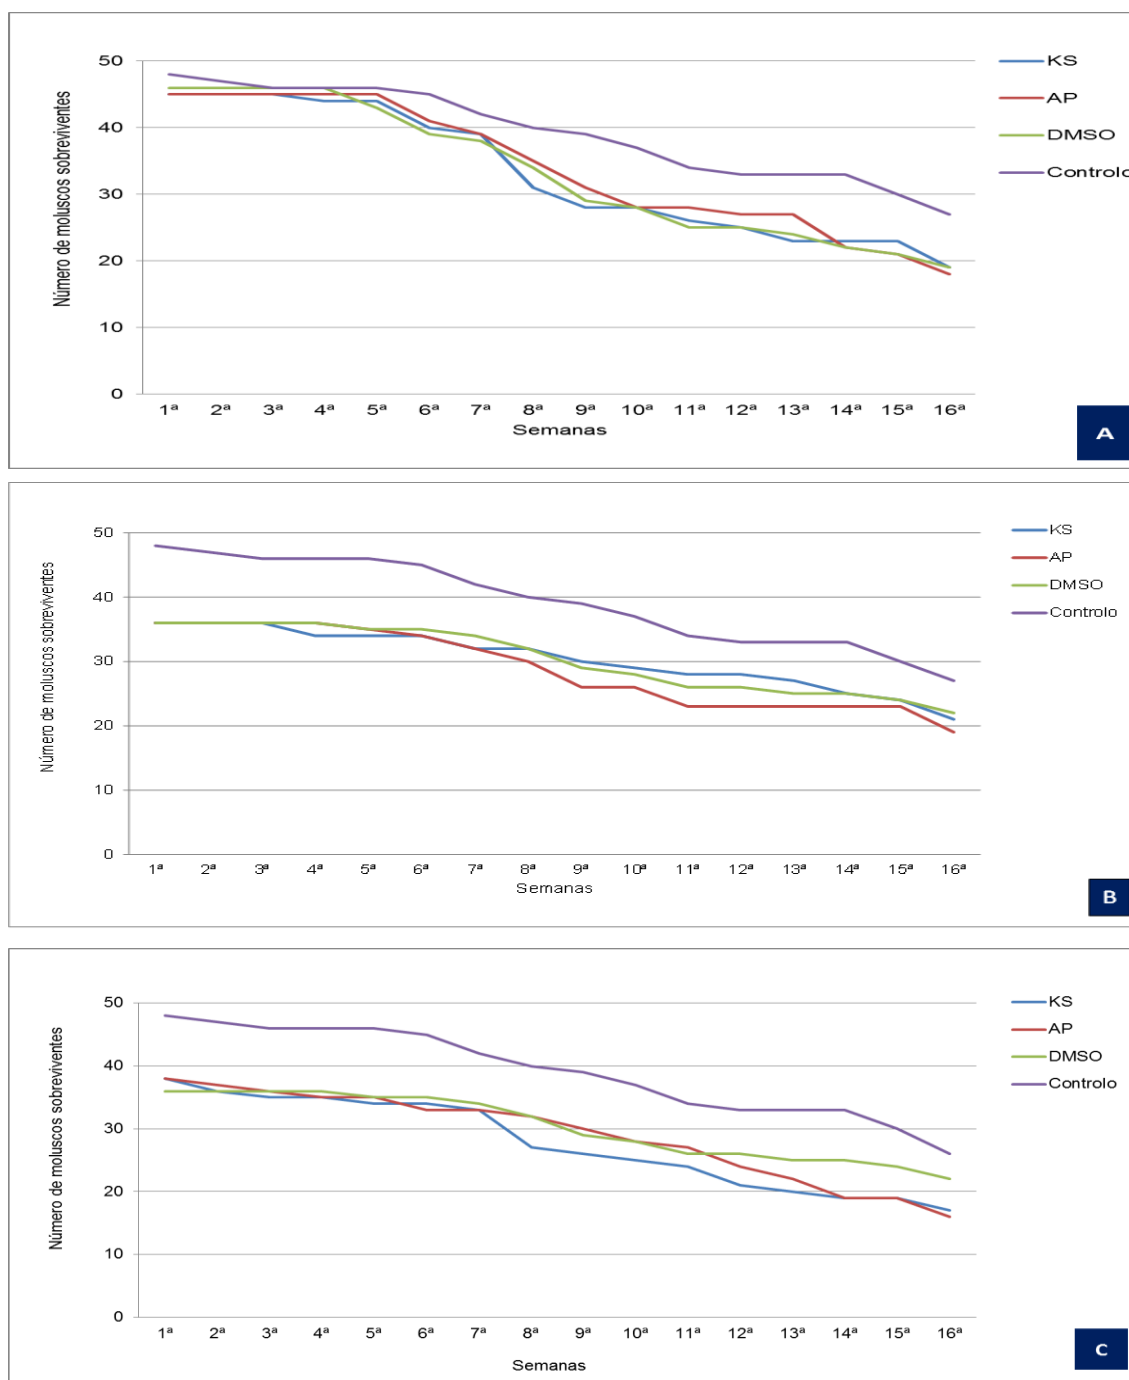 Número de moluscos sobreviventes
50
40
30
20
10
0
1ª 2ª 3ª 4ª 5ª 6ª 7ª 8ª 9ª 10ª 11ª 12ª 13ª 14ª 15ª 16ª
Semanas
KS
AP
DMSO
Controlo
A
Número de moluscos sobreviventes
50
40
30
20
10
0
1ª 2ª 3ª 4ª 5ª 6ª 7ª 8ª 9ª 10ª 11ª 12ª 13ª 14ª 15ª 16ª
Semanas
KS
AP
DMSO
Controlo
B
Número de moluscos sobreviventes
50
40
30
20
10
0
1ª 2ª 3ª 4ª 5ª 6ª 7ª 8ª 9ª 10ª 11ª 12ª 13ª 14ª 15ª 16ª
Semanas
KS
AP
DMSO
Controlo
C